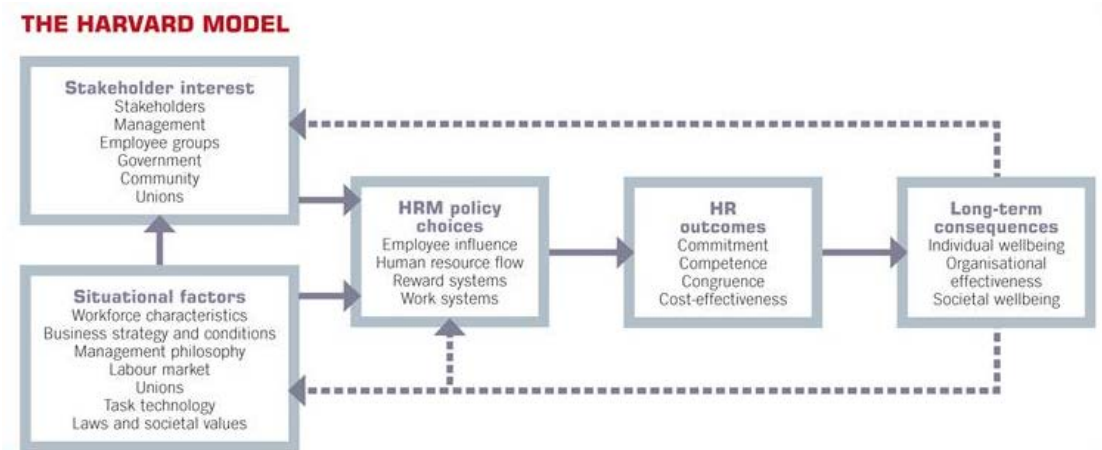 THE HARVARD MODEL
Stakeholder interest
Stakeholders
Management
Employee groups
Government
Community
Unions
Situational factors
Workforce characteristics
Business strategy and conditions
Management philosophy
Labour market
Unions
Task technology
Laws and societal values
HRM policy
choices
Employee influence
Human resource flow
Reward systems
Work systems
HR
outcomes
Commitment
Competence
Congruence
Cost-effectiveness
Long-term
consequences
Individual wellbeing
Organisational
effectiveness
Societal wellbeing